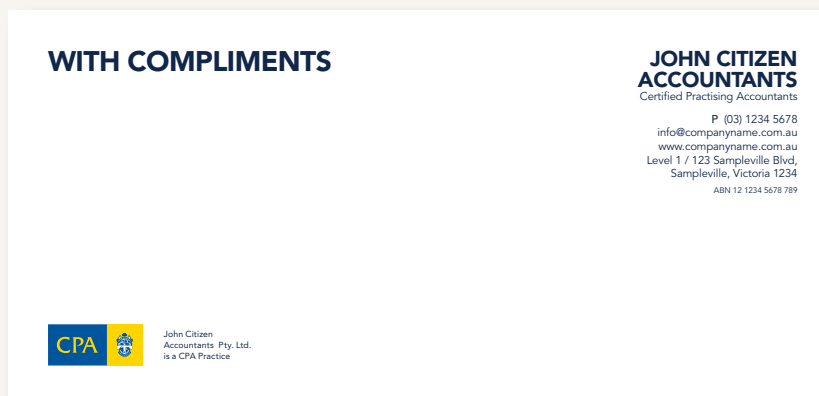 WITH COMPLIMENTS
JOHN CITIZEN
ACCOUNTANTS
Certified Practising Accountants
P (03) 1234 5678
info@companyname.com.au
www.companyname.com.au
Level 1 / 123 Sampleville Blvd,
Sampleville, Victoria 1234
ABN 12 1234 5678 789
CPA
John Citizen
Accountants Pty. Ltd.
is a CPA Practice